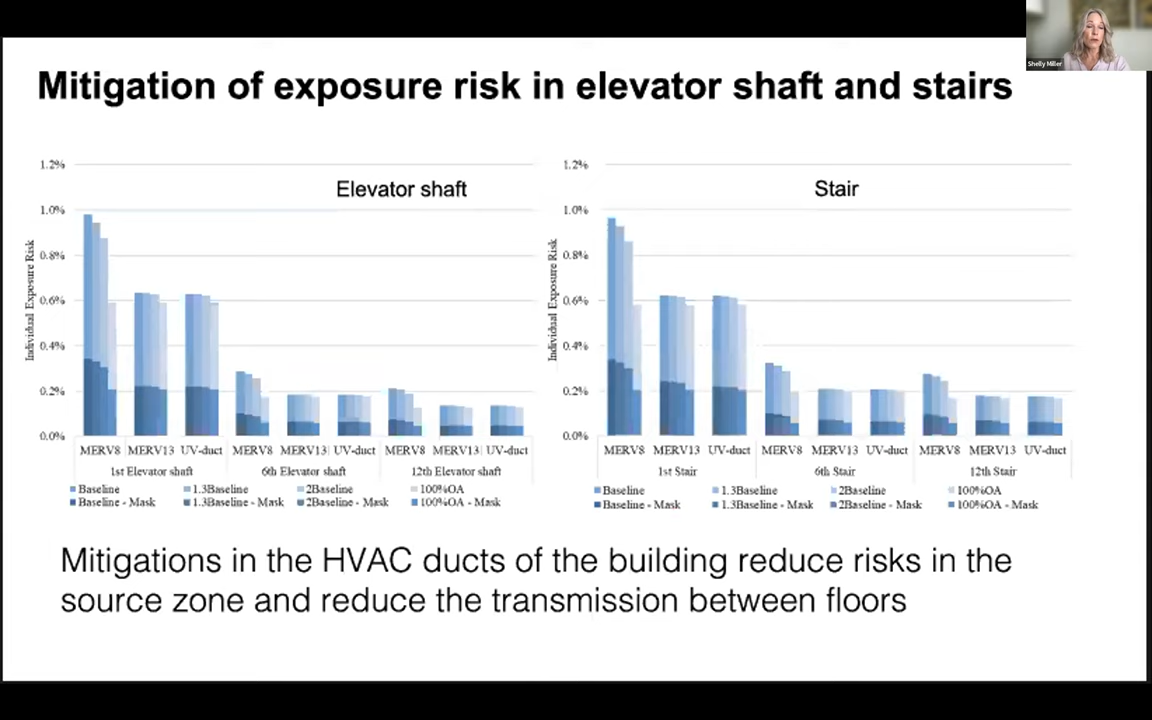 Shelly Miller
Mitigation of exposure risk in elevator shaft and stairs
1.2%
1.0%
0.8%
0.6%
0.4%
0.2%
0.0%
Individual Exposure Risk
Elevator shaft
MERV8 MERV13 UV-duct MERV8 MERV13 UV-duct MERV8 MERV13 UV-duct
1st Elevator shaft 6th Elevator shaft 12th Elevator shaft
Baseline 1.3Baseline 2Baseline 100%OA
Baseline - Mask 1.3Baseline - Mask 2Baseline - Mask 100%OA - Mask
1.2%
1.0%
0.8%
0.6%
0.4%
0.2%
0.0%
Individual Exposure Risk
Stair
MERV8 MERV13 UV-duct MERV8 MERV13 UV-duct MERV8 MERV13 UV-duct
1st Stair 6th Stair 12th Stair
Baseline 1.3Baseline 2Baseline 100%OA
Baseline - Mask 1.3Baseline - Mask 2Baseline - Mask 100%OA - Mask
Mitigations in the HVAC ducts of the building reduce risks in the
source zone and reduce the transmission between floors